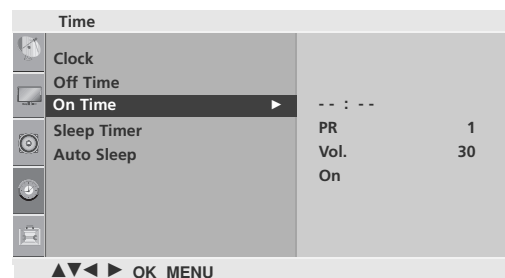 Time
Clock
Off Time
On Time ►
Sleep Timer
Auto Sleep
- - : - -
PR 1
Vol. 30
On
▲▼◄ ► OK MENU